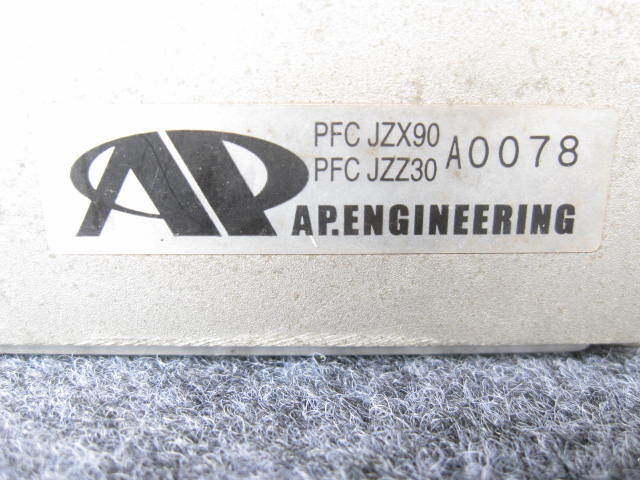 AP
PFC JZX90
PFC JZZ30
A0078
AP.ENGINEERING